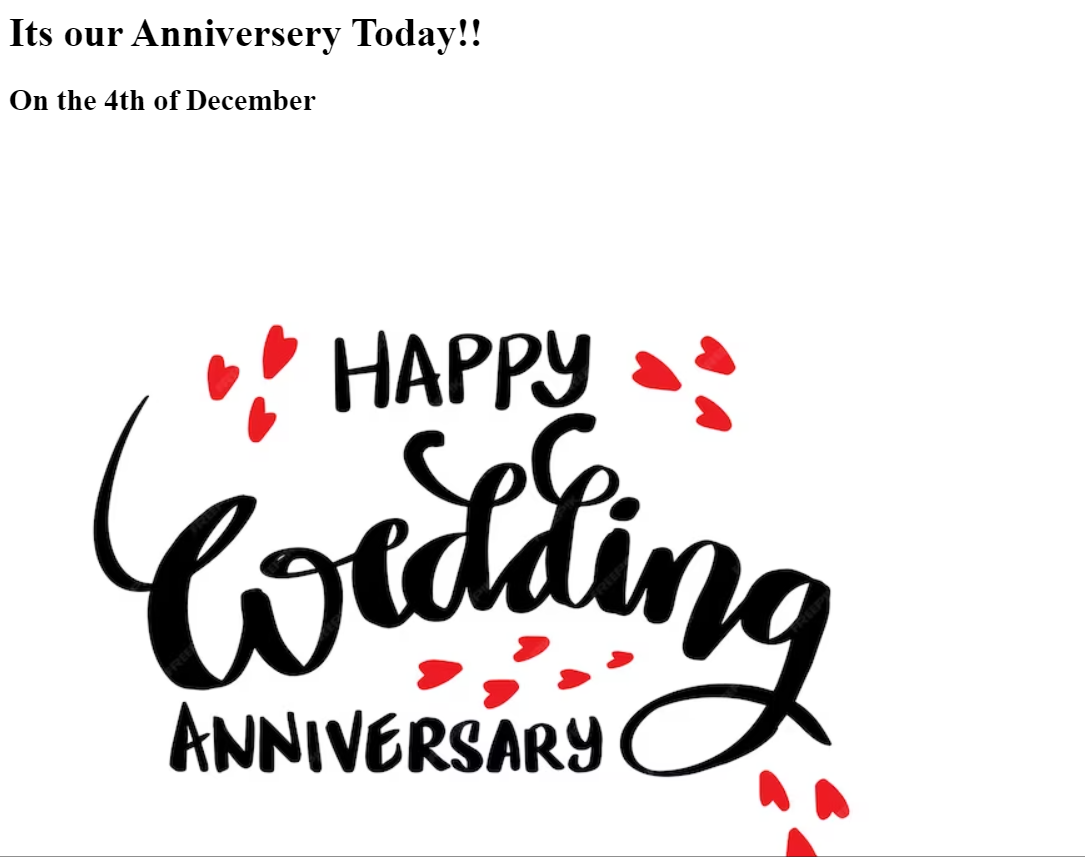 Its our Anniversery Today!!
On the 4th of December
HAPPY
Wedding
ANNIVERSARY